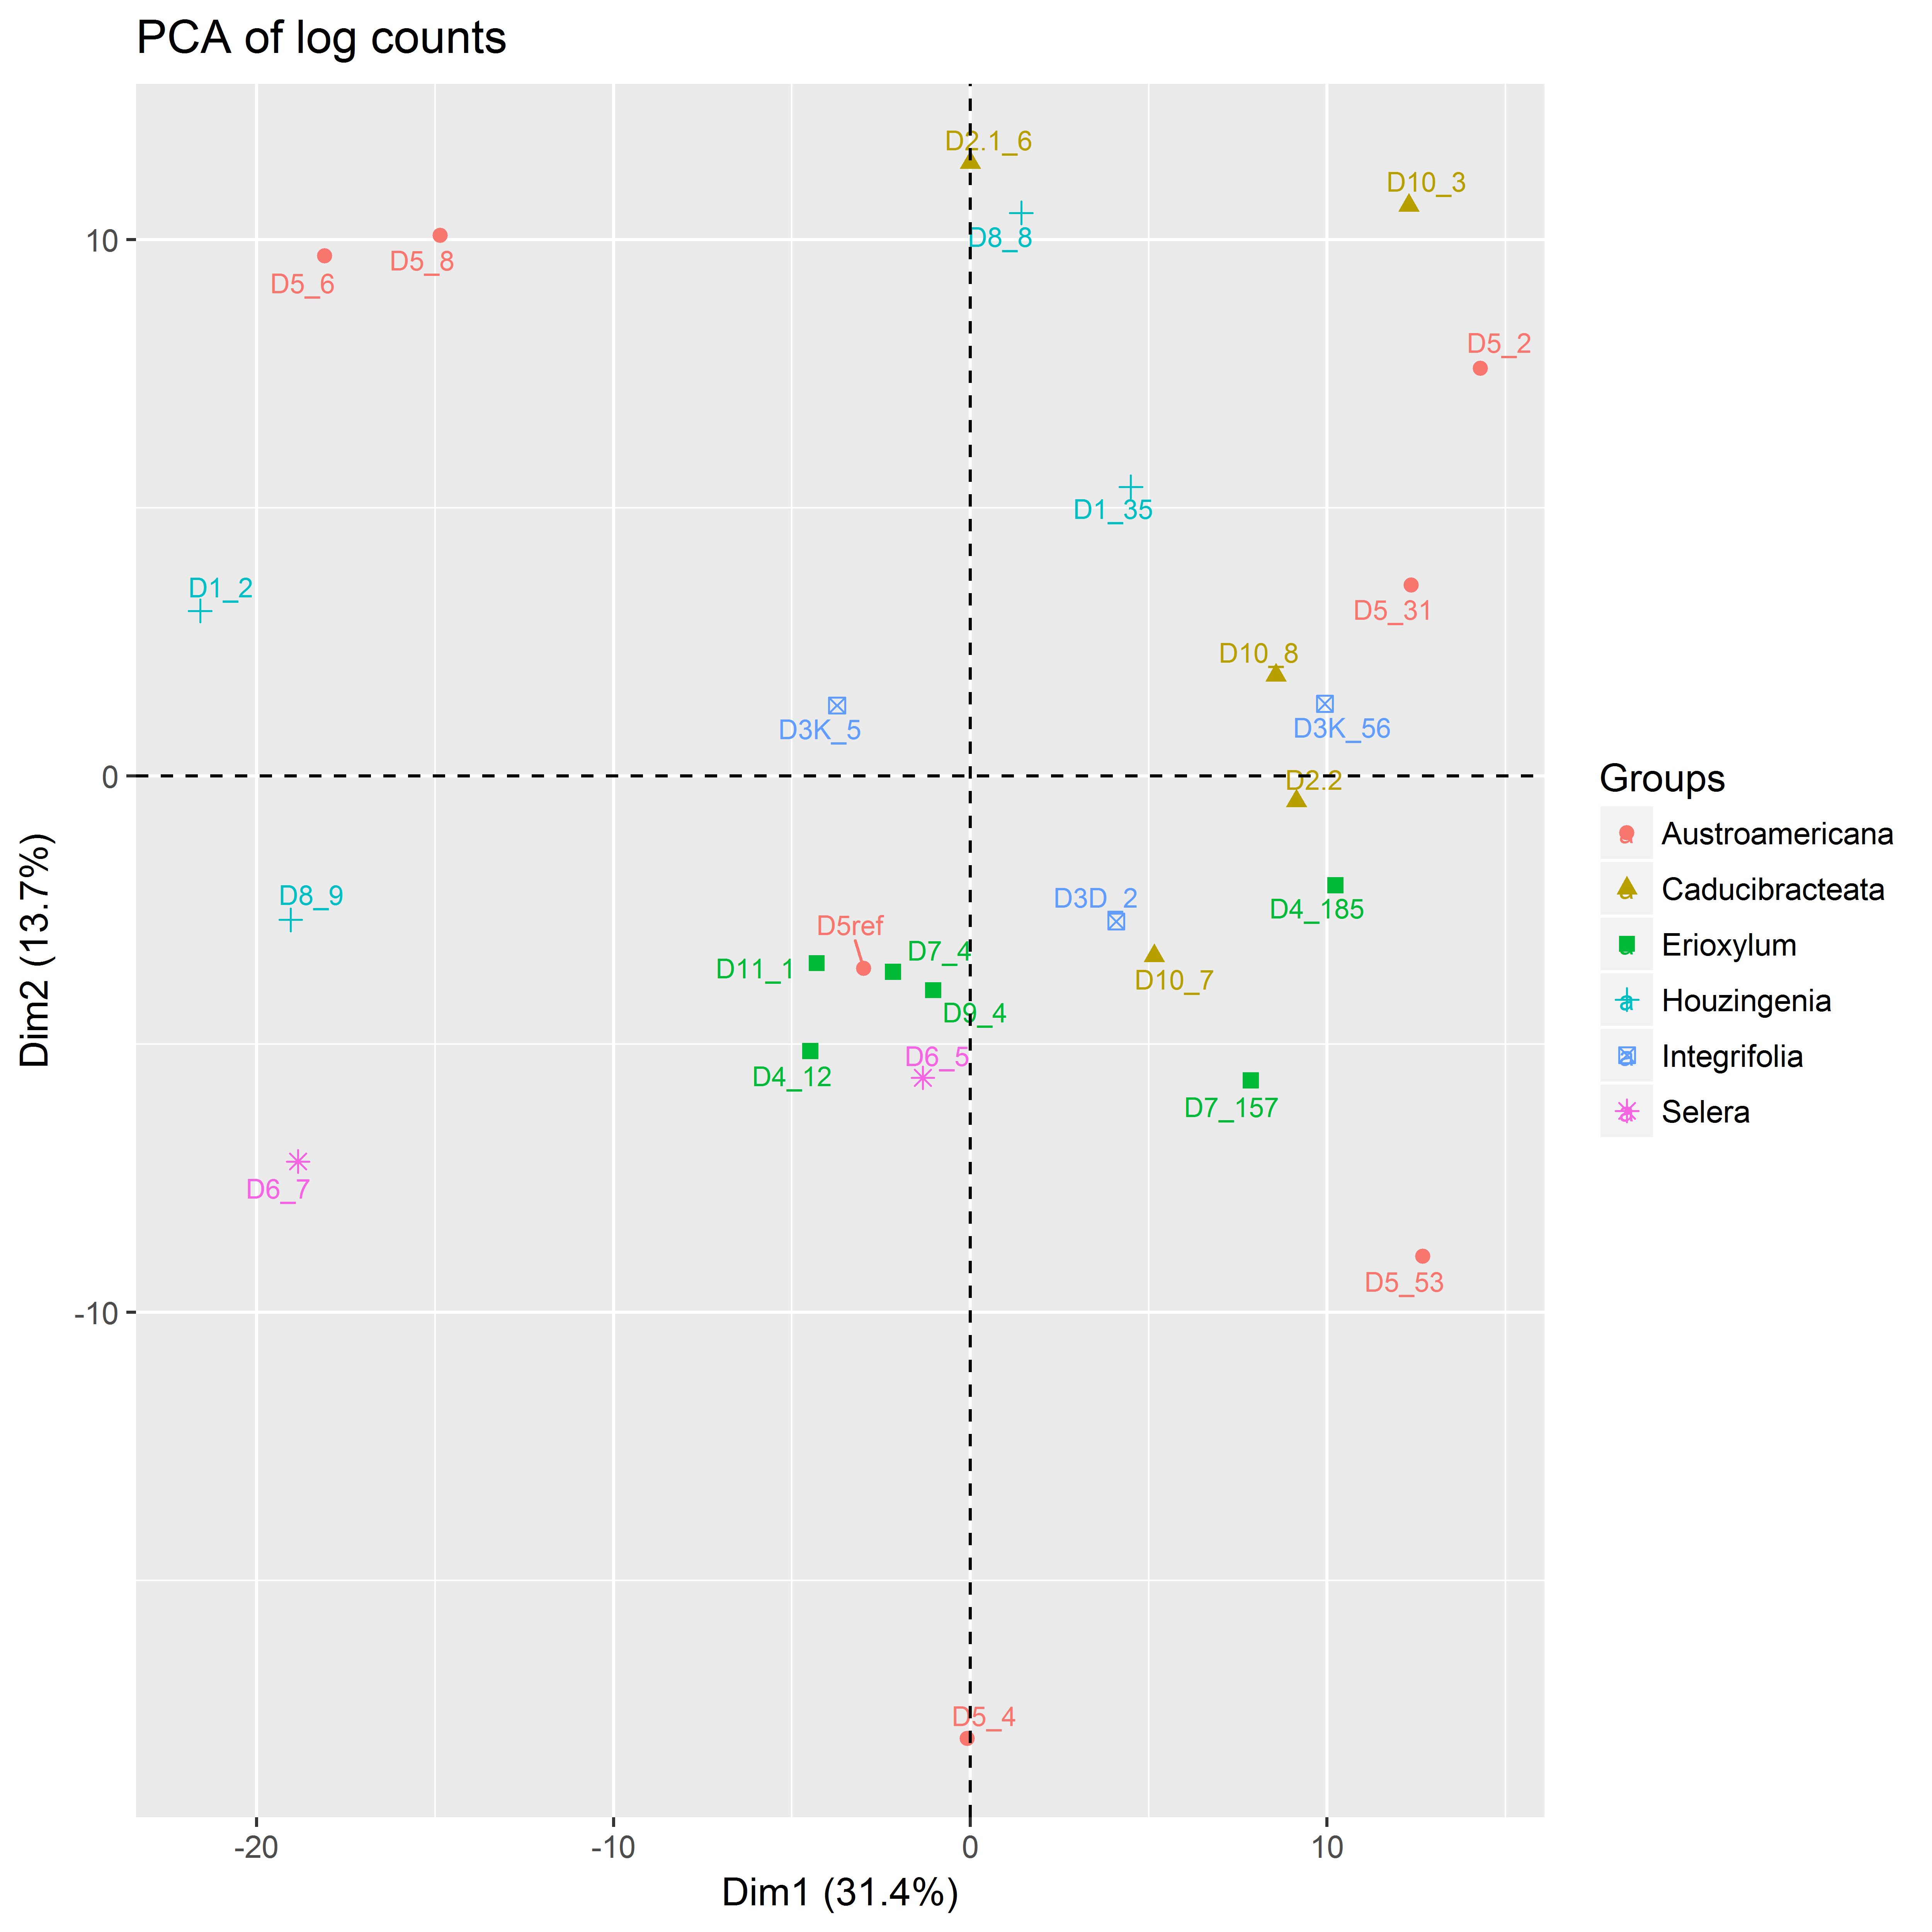 PCA of log counts
D2.1_6
D10_3
D8_8
10
D5_8
D5_6
D5_2
D1_35
D1_2
D5_31
D10_8
D3K_5
D3K_56
0
D2.2
Groups
Austroamericana
Caducibracteata
Erioxylum
Houzingenia
Integrifolia
Selera
D8_9
D3D_2
D4_185
D5ref
D7_4
D11_1
D10_7
D9_4
D6_5
D4_12
D7_157
D6_7
D5_53
-10
D5_4
-20
-10
0
10
Dim1 (31.4%)
Dim2 (13.7%)